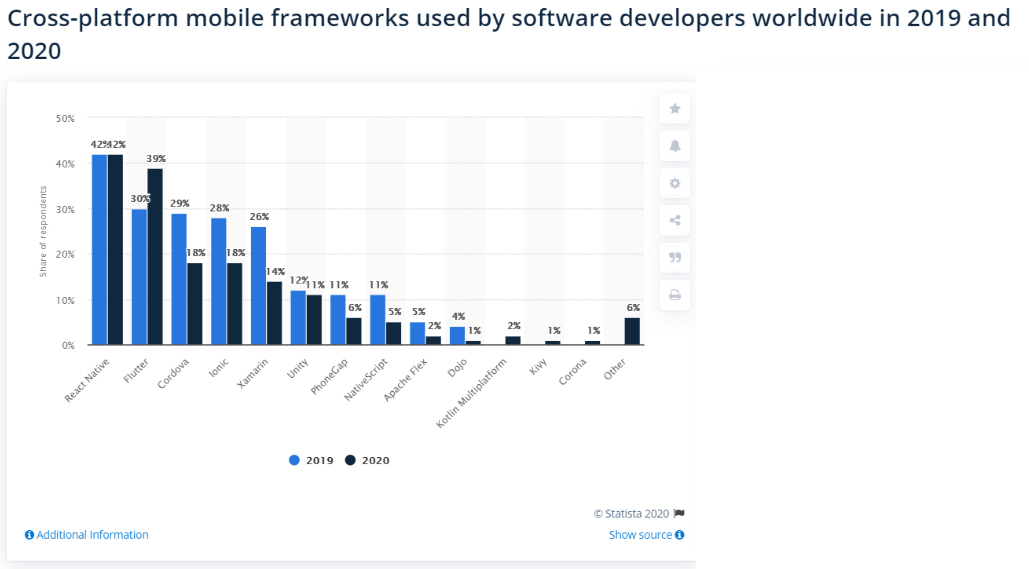 Cross-platform mobile frameworks used by software developers worldwide in 2019 and
2020
50%
40%
30%
20%
10%
0%
Share of respondents
42% 42%
30% 39%
29% 18%
28% 18%
26% 14%
12% 11%
11% 6%
11% 5%
5% 2%
4% 1%
2%
1%
1%
6%
React Native
Flutter
Cordova
Ionic
Xamarin
Unity
PhoneGap
NativeScript
Apache Flex
Dojo
Kotlin Multiplatform
Kivy
Corona
Other
2019 2020
© Statista 2020
Additional Information
Show source